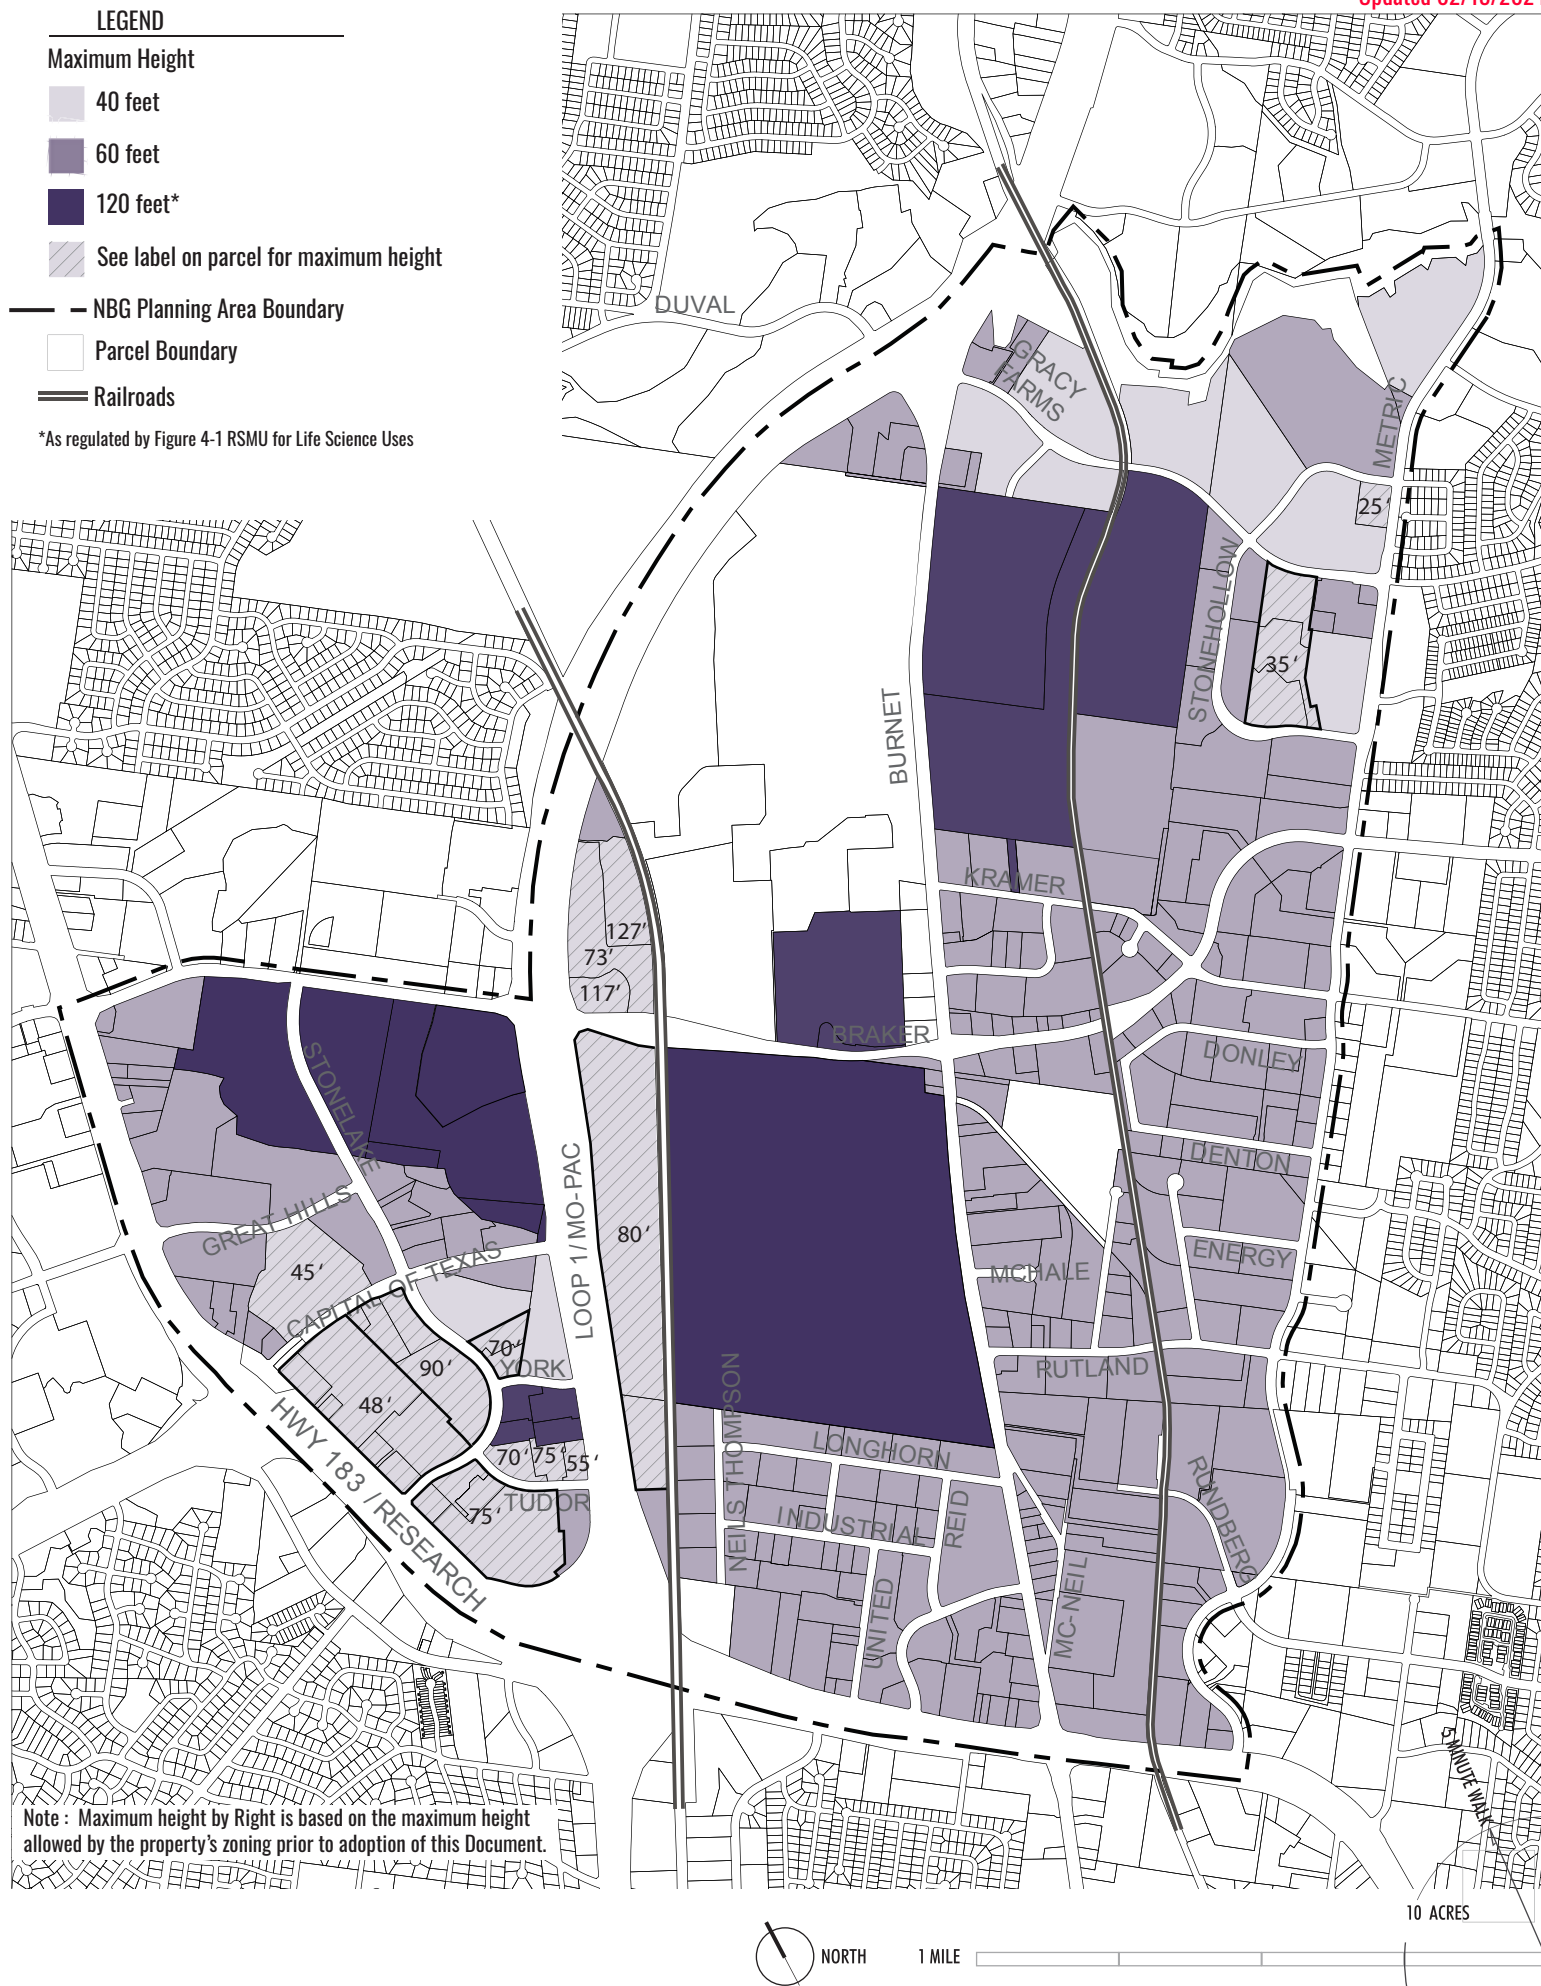 LEGEND
Maximum Height
40 feet
60 feet
120 feet*
See label on parcel for maximum height
NBG Planning Area Boundary
Parcel Boundary
Railroads
*As regulated by Figure 4-1 RSMU for Life Science Uses
DUVAL
GRACY
FARMS
METRIC
25'
STONEHOLLOW
35'
BURNET
KRAMER
127'
73'
117'
BRAKER
DONLEY
STONELAKE
DENTON
LOOP 1/ MO-PAC
GREAT HILLS
80'
ENERGY
CAPITAL OF TEXAS
45'
MCHALE
70'
YORK
90'
RUTLAND
48'
NEILS THOMPSON
HWY 183 / RESEARCH
LONGHORN
70' 75' 55'
RUNDBERG
TUDOR
75'
INDUSTRIAL
REID
UNITED
MC-NEIL
5 MINUTE WALK
Note : Maximum height by Right is based on the maximum height
allowed by the property's zoning prior to adoption of this Document.
10 ACRES
NORTH
1 MILE